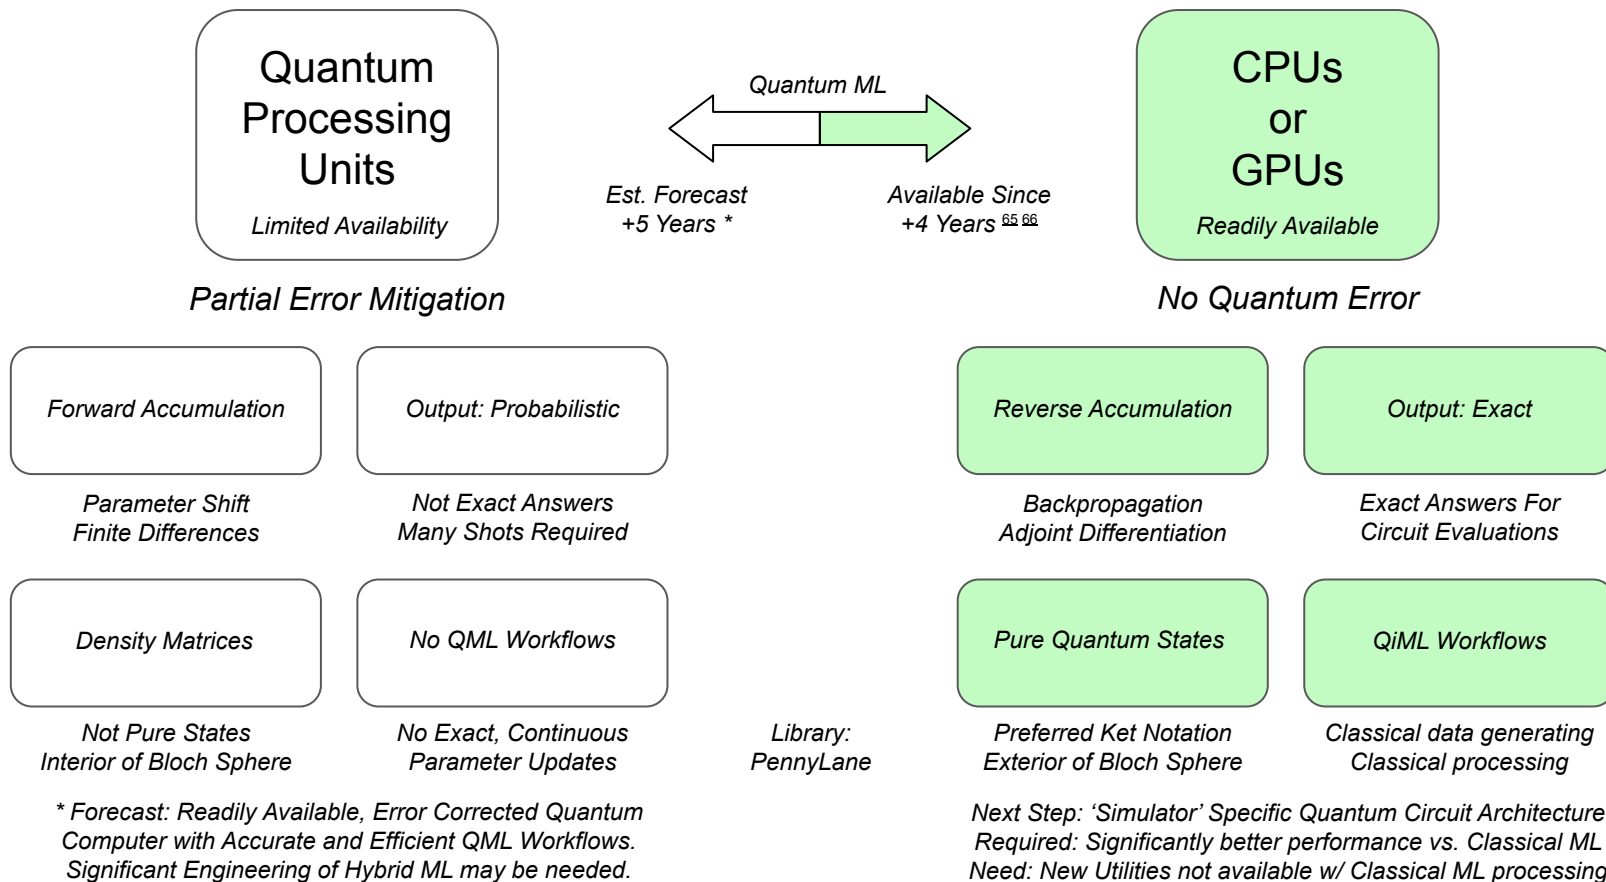 Quantum
Processing
Units
Limited Availability
Quantum ML
Est. Forecast
+5 Years *
Available Since
+4 Years 65 66
CPUs
or
GPUs
Readily Available
Partial Error Mitigation
No Quantum Error
Forward Accumulation
Parameter Shift
Finite Differences
Output: Probabilistic
Not Exact Answers
Many Shots Required
Reverse Accumulation
Backpropagation
Adjoint Differentiation
Output: Exact
Exact Answers For
Circuit Evaluations
Density Matrices
Not Pure States
Interior of Bloch Sphere
No QML Workflows
No Exact, Continuous
Parameter Updates
Library:
PennyLane
Pure Quantum States
Preferred Ket Notation
Exterior of Bloch Sphere
QiML Workflows
Classical data generating
Classical processing
* Forecast: Readily Available, Error Corrected Quantum
Computer with Accurate and Efficient QML Workflows.
Significant Engineering of Hybrid ML may be needed.
Next Step: ‘Simulator’ Specific Quantum Circuit Architecture
Required: Significantly better performance vs. Classical ML
Need: New Utilities not available w/ Classical ML processing